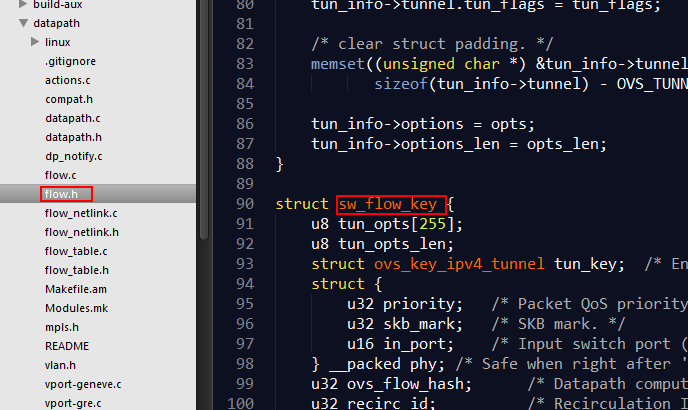 build-aux
datapath
linux
.gitignore
actions.c
compat.h
datapath.c
datapath.h
dp_notify.c
flow.c
flow.h
flow_netlink.c
flow_netlink.h
flow_table.c
flow_table.h
Makefile.am
Modules.mk
mpls.h
README
vlan.h
vport-geneve.c
vport-gre.c
80 tun_info->tunnel.tun_flags = tun_flags;
81
82 /* clear struct padding. */
83 memset((unsigned char *) &tun_info->tunnel
84 sizeof(tun_info->tunnel) - OVS_TUNN
85
86 tun_info->options = opts;
87 tun_info->options_len = opts_len;
88 }
89
90 struct sw_flow_key {
91 u8 tun_opts[255];
92 u8 tun_opts_len;
93 struct ovs_key_ipv4_tunnel tun_key; /* En
94 struct {
95 u32 priority; /* Packet QoS priority
96 u32 skb_mark; /* SKB mark. */
97 u16 in_port; /* Input switch port (
98 } __packed phy; /* Safe when right after '
99 u32 ovs_flow_hash; /* Datapath comput
100 u32 recirc_id; /* Recirculation I